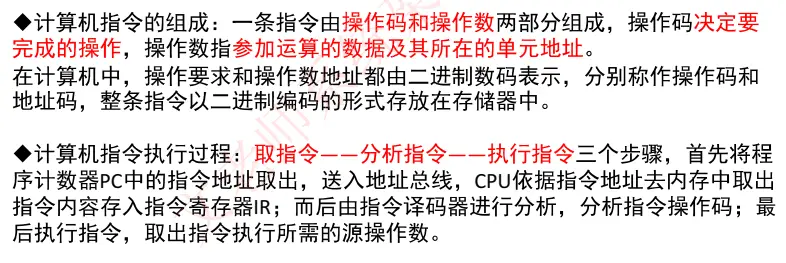 ◆计算机指令的组成：一条指令由操作码和操作数两部分组成，操作码决定要
完成的操作，操作数指参加运算的数据及其所在的单元地址。
在计算机中，操作要求和操作数地址都由二进制数码表示，分别称作操作码和
地址码，整条指令以二进制编码的形式存放在存储器中。
◆计算机指令执行过程：取指令——分析指令——执行指令三个步骤，首先将程
序计数器PC中的指令地址取出，送入地址总线，CPU依据指令地址去内存中取出
指令内容存入指令寄存器IR；而后由指令译码器进行分析，分析指令操作码；最
后执行指令，取出指令执行所需的源操作数。